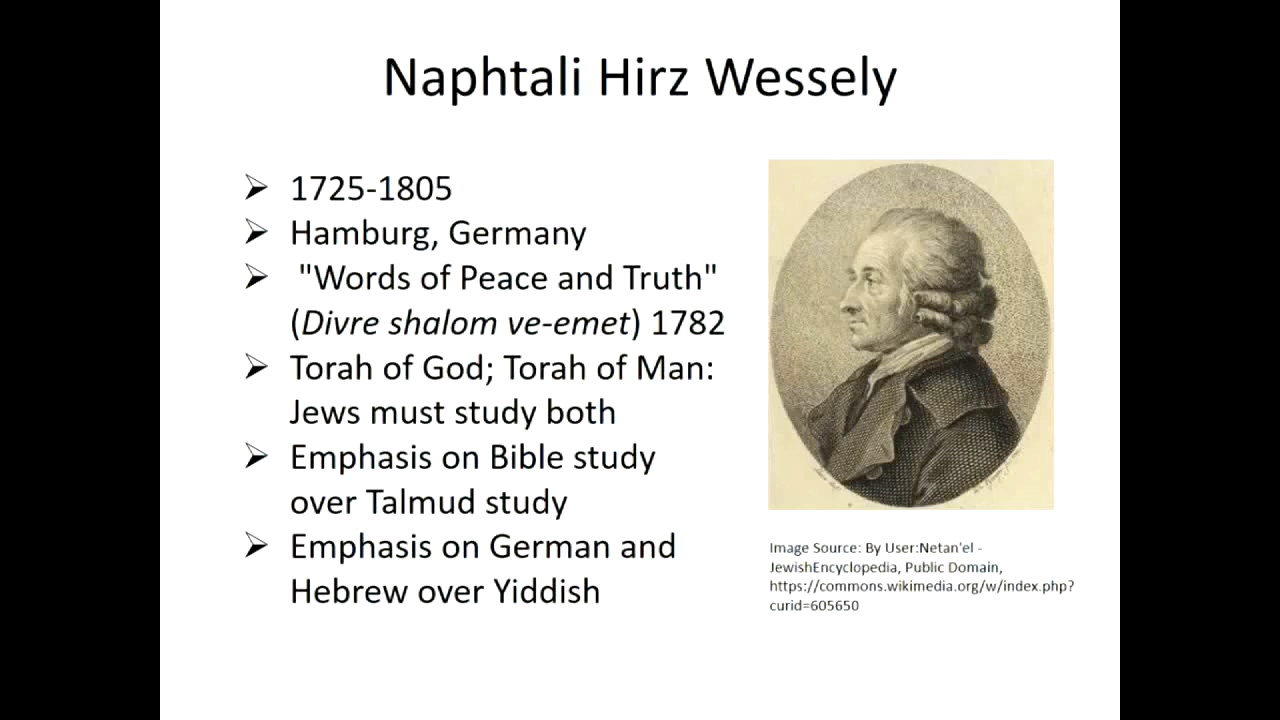 Naphtali Hirz Wessely
➢ 1725-1805
➢ Hamburg, Germany
➢ "Words of Peace and Truth"
(Divre shalom ve-emet) 1782
➢ Torah of God; Torah of Man:
Jews must study both
➢ Emphasis on Bible study
over Talmud study
➢ Emphasis on German and
Hebrew over Yiddish
Image Source: By User:Netan'el -
JewishEncyclopedia, Public Domain,
https://commons.wikimedia.org/w/index.php?
curid=605650